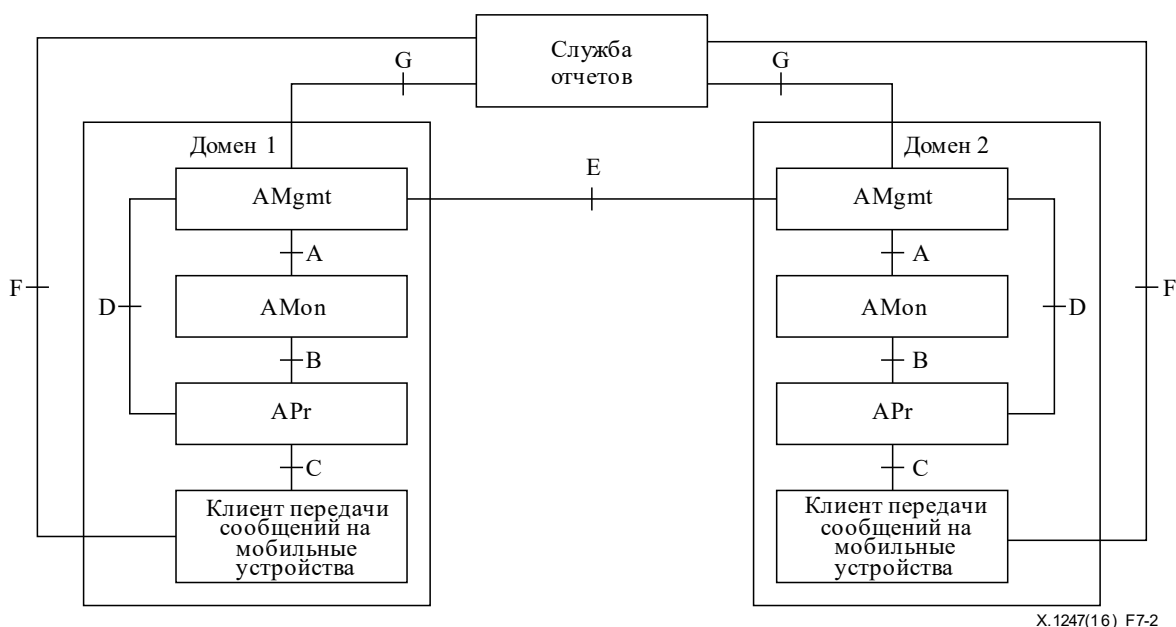 Служба
отчетов
G
G
Домен 1
Домен 2
E
AMgmt
AMgmt
A
A
F
D
AMon
AMon
D
F
B
B
APr
APr
C
C
Клиент передачи
сообщений на
мобильные
устройства
Клиент передачи
сообщений на
мобильные
устройства
X.1247(16)_F7-2